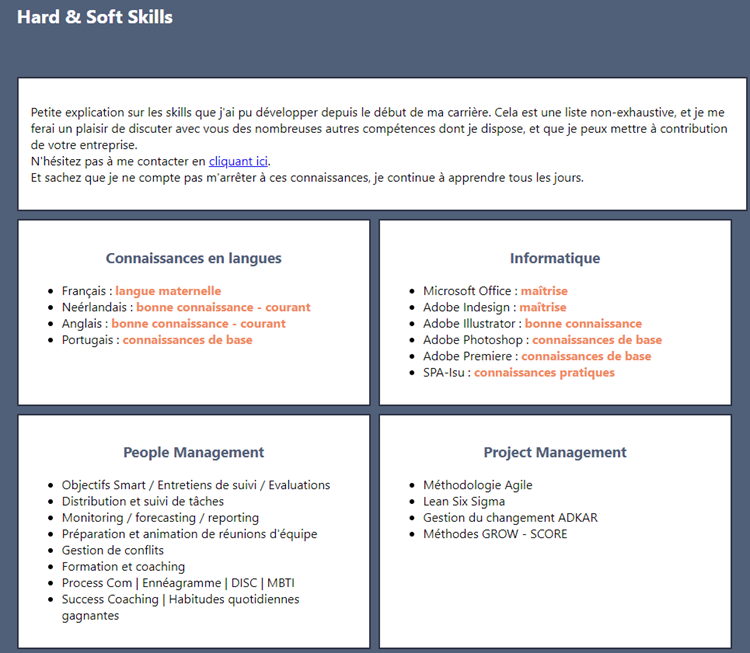 Hard & Soft Skills
Petite explication sur les skills que j'ai pu développer depuis le début de ma carrière. Cela est une liste non-exhaustive, et je me
ferai un plaisir de discuter avec vous des nombreuses autres compétences dont je dispose, et que je peux mettre à contribution
de votre entreprise.
N'hésitez pas à me contacter en cliquant ici.
Et sachez que je ne compte pas m'arrêter à ces connaissances, je continue à apprendre tous les jours.
Connaissances en langues
Français : langue maternelle
Neérlandais : bonne connaissance - courant
Anglais : bonne connaissance - courant
Portugais : connaissances de base
Informatique
Microsoft Office : maîtrise
Adobe Indesign : maîtrise
Adobe Illustrator : bonne connaissance
Adobe Photoshop : connaissances de base
Adobe Premiere : connaissances de base
SPA-Isu : connaissances pratiques
People Management
Objectifs Smart / Entretiens de suivi / Evaluations
Distribution et suivi de tâches
Monitoring / forecasting / reporting
Préparation et animation de réunions d'équipe
Gestion de conflits
Formation et coaching
Process Com | Ennéagramme | DISC | MBTI
Success Coaching | Habitudes quotidiennes
gagnantes
Project Management
Méthodologie Agile
Lean Six Sigma
Gestion du changement ADKAR
Méthodes GROW - SCORE